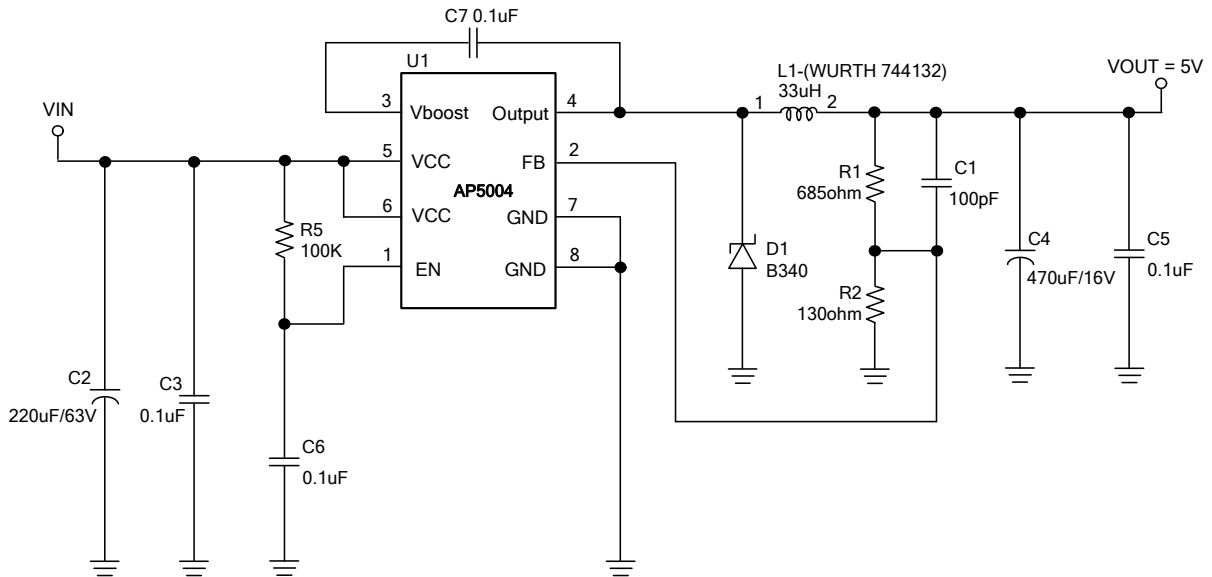 C7 0.1uF
U1
L1-(WURTH 744132)
33uH
VOUT = 5V
VIN
3
Vboost
Output
4
1
2
5
VCC
FB
2
AP5004
R1
685ohm
C1
100pF
6
VCC
GND
7
R5
100K
1
EN
GND
8
D1
B340
C4
470uF/16V
C5
0.1uF
R2
130ohm
C2
220uF/63V
C3
0.1uF
C6
0.1uF